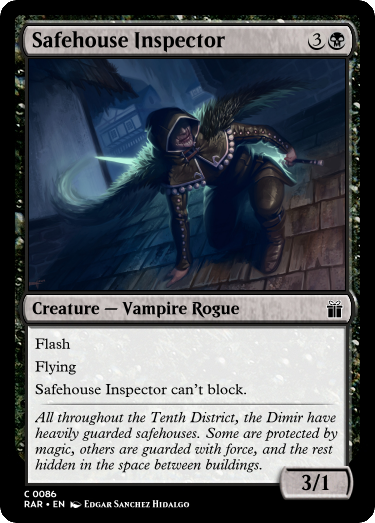 Safehouse Inspector 3
Creature — Vampire Rogue
Flash
Flying
Safehouse Inspector can't block.
All throughout the Tenth District, the Dimir have
heavily guarded safehouses. Some are protected by
magic, others are guarded with force, and the rest
hidden in the space between buildings.
3/1
C 0086
RAR • EN Edgar Sanchez Hidalgo